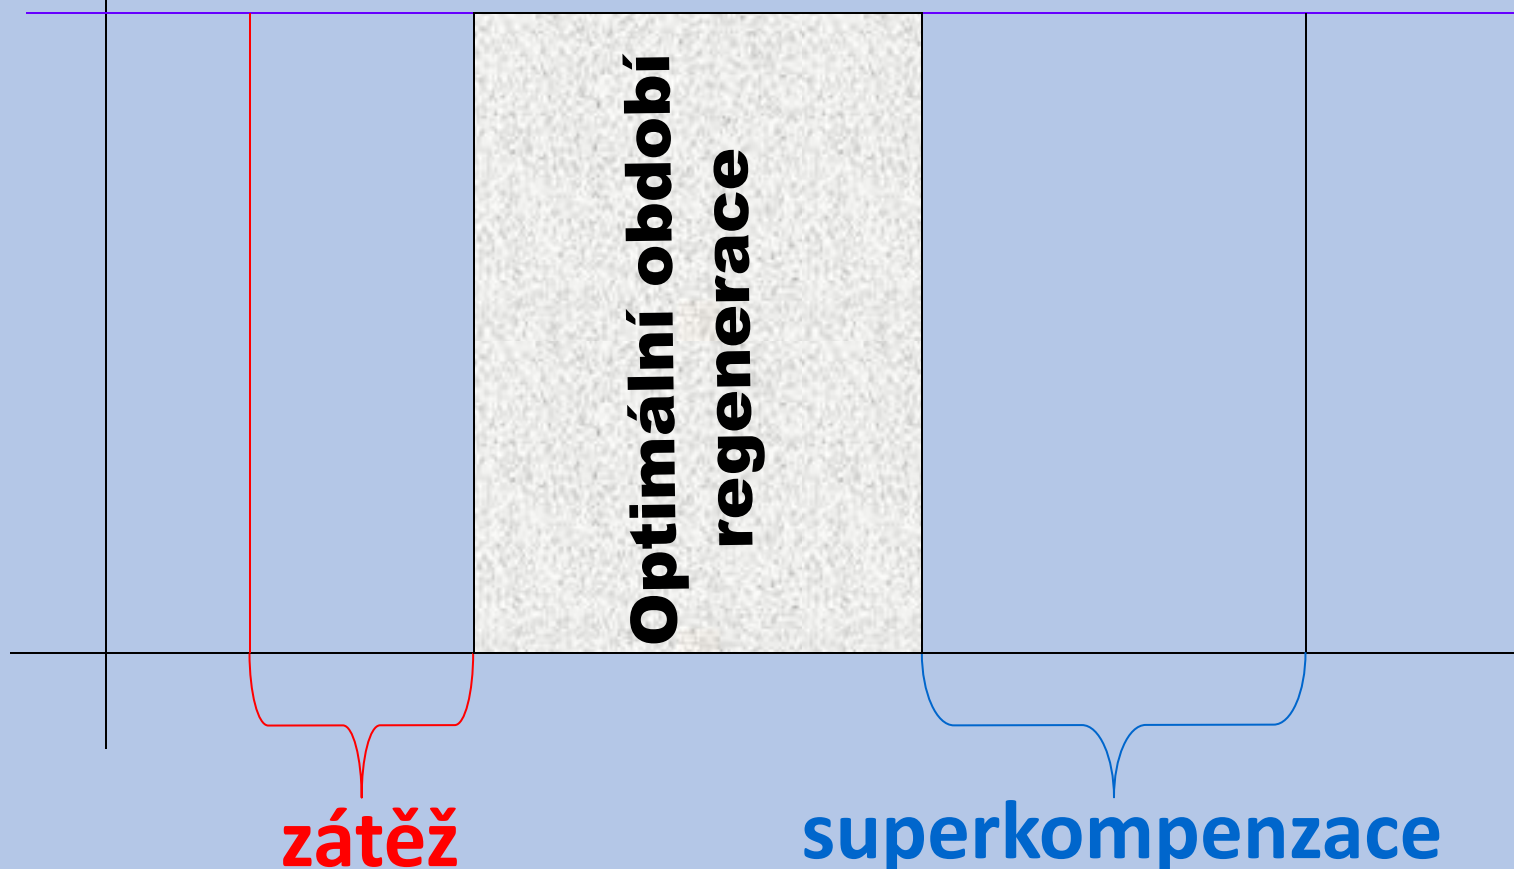 Optimální období
regenerace
zátěž
superkompenzace